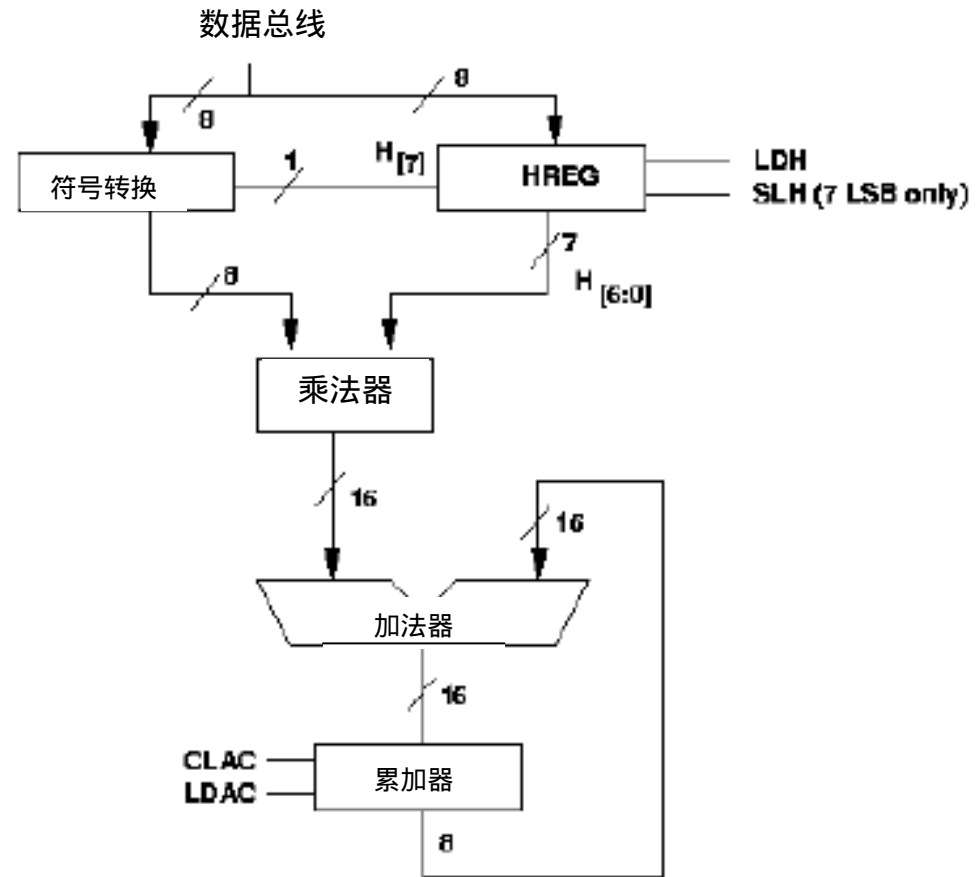 数据总线
8
8
符号转换
1
H [7]
HREG
LDH
SLH (7 LSB only)
8
7
H [6:0]
乘法器
16
16
加法器
16
CLAC
LDAC
累加器
8